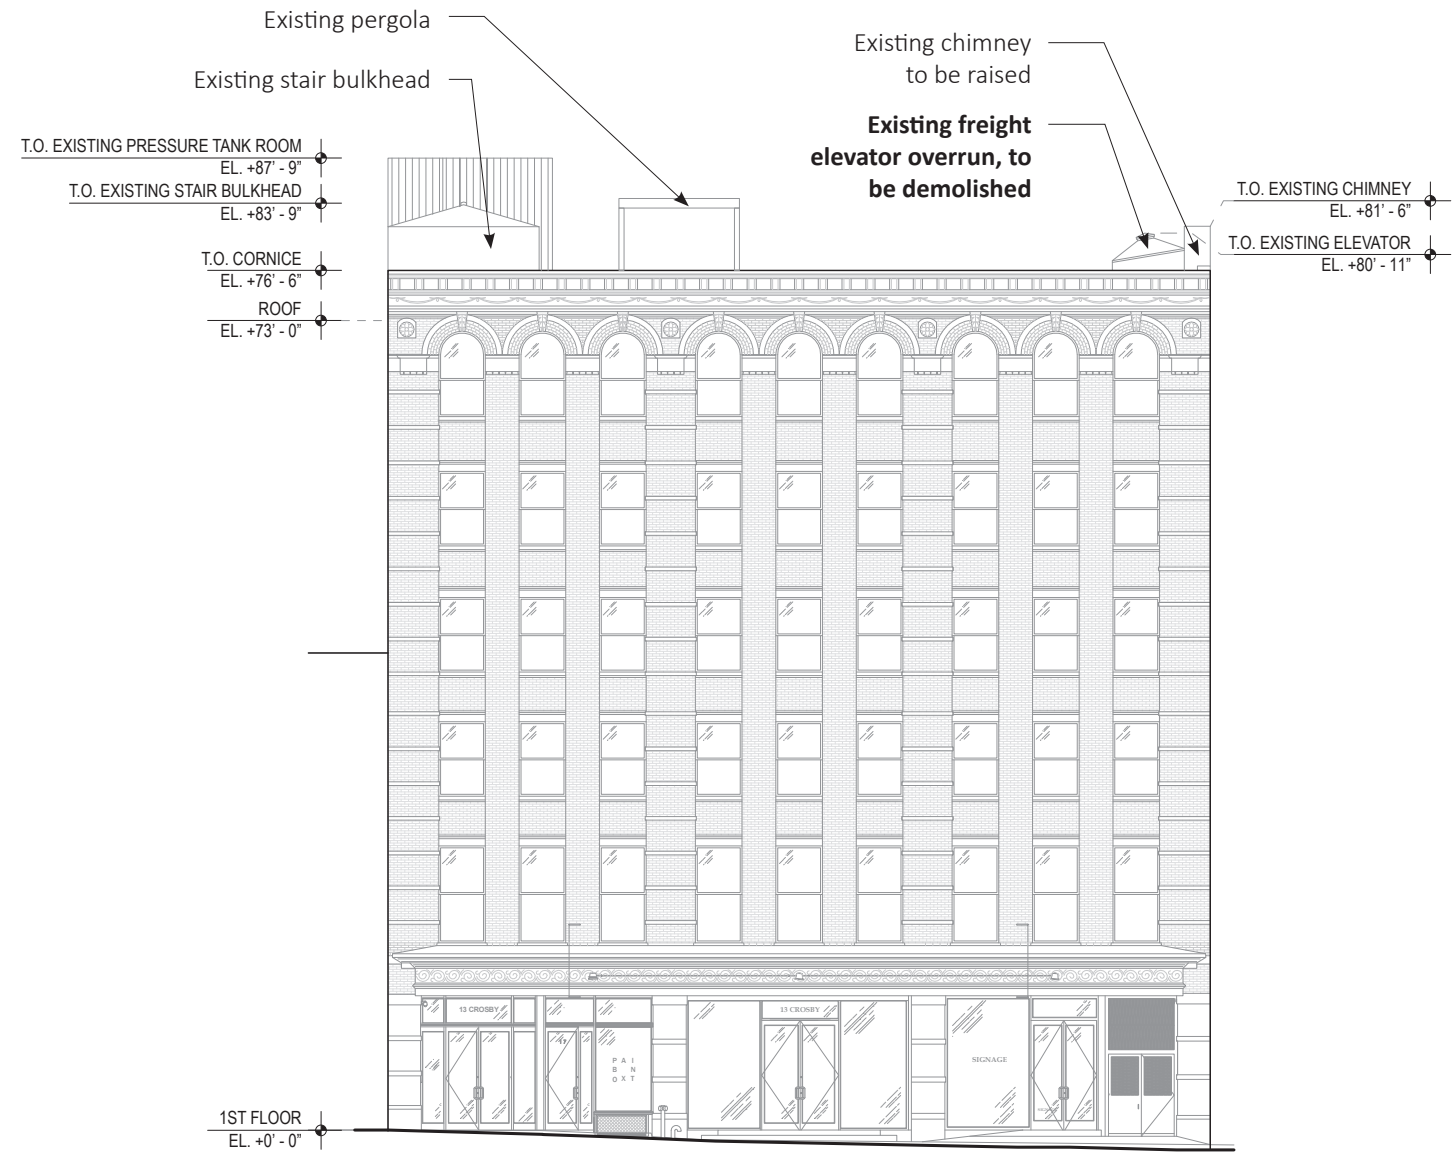 Existing pergola
Existing stair bulkhead
Existing chimney
to be raised
Existing freight
elevator overrun, to
be demolished
T.O. EXISTING PRESSURE TANK ROOM
EL. +87' - 9"
T.O. EXISTING STAIR BULKHEAD
EL. +83' - 9"
T.O. CORNICE
EL. +76' - 6"
ROOF
EL. +73' - 0"
T.O. EXISTING CHIMNEY
EL. +81' - 6"
T.O. EXISTING ELEVATOR
EL. +80' - 11"
13 CROSBY
13 CROSBY
17
P A I
B N
O X T
SIGNAGE
1ST FLOOR
EL. +0' - 0"